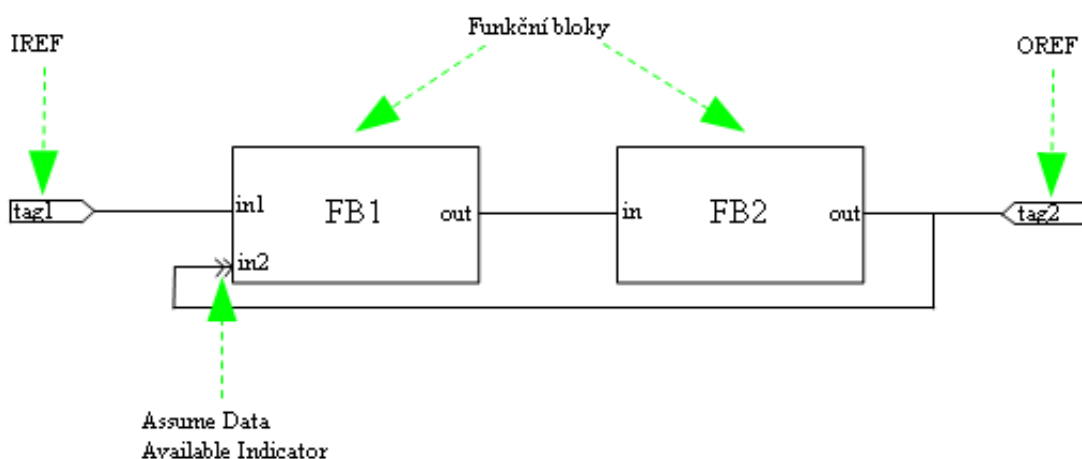 Funkční bloky
IREF
OREF
tag1
in1
FB1
out
in
FB2
out
tag2
in2
Assume Data
Available Indicator